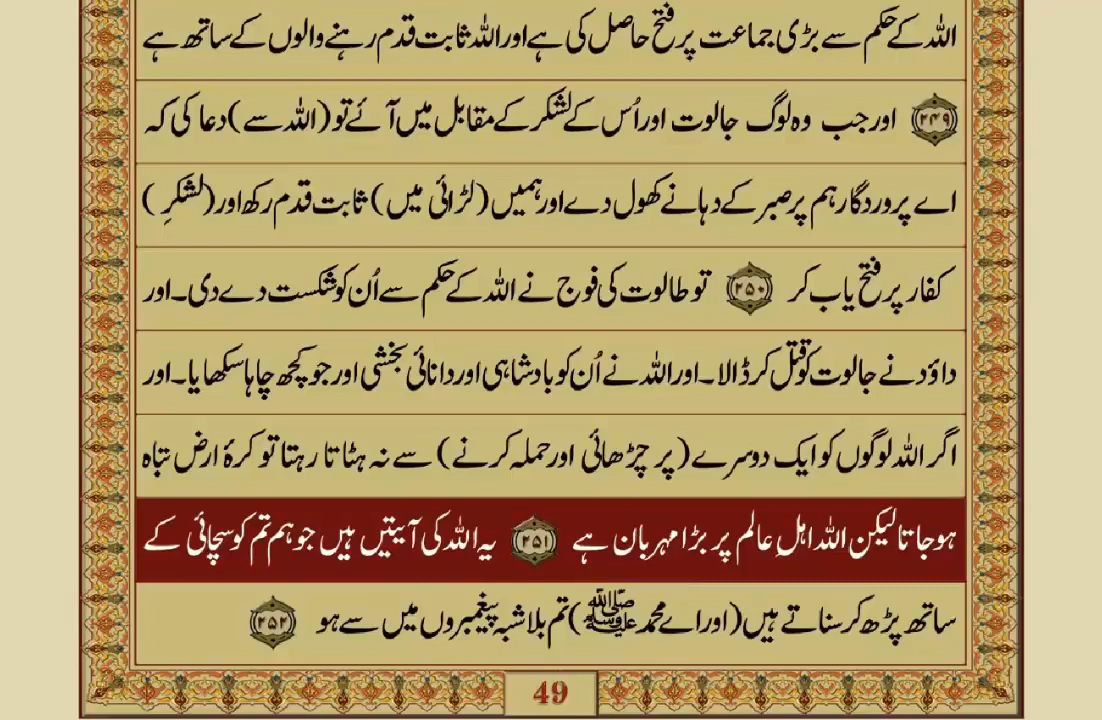 اللہ کے حکم سے بڑی جماعت پر فتح حاصل کی ہے اور اللہ ثابت قدم رہنے والوں کے ساتھ ہے
﴿۲۴۹﴾ اور جب وہ لوگ جالوت اور اُس کے لشکر کے مقابل میں آئے تو (اللہ سے) دعا کی کہ
اے پروردگار ہم پر صبر کے دہانے کھول دے اور ہمیں (لڑائی میں) ثابت قدم رکھ اور (لشکرِ)
کفار پر فتح یاب کر ﴿۲۵۰﴾ تو طالوت کی فوج نے اللہ کے حکم سے اُن کو شکست دے دی۔ اور
داؤد نے جالوت کو قتل کر ڈالا۔ اور اللہ نے اُن کو بادشاہی اور دانائی بخشی اور جو کچھ چاہا سکھایا۔ اور
اگر اللہ لوگوں کو ایک دوسرے (پر چڑھائی اور حملہ کرنے) سے نہ ہٹاتا رہتا تو کرۂ ارض تباہ
ہو جاتا لیکن اللہ اہلِ عالم پر بڑا مہربان ہے ﴿۲۵۱﴾ یہ اللہ کی آیتیں ہیں جو ہم تم کو سچائی کے
ساتھ پڑھ کر سناتے ہیں (اور اے محمد ﷺ) تم بلاشبہ پیغمبروں میں سے ہو ﴿۲۵۲﴾
49